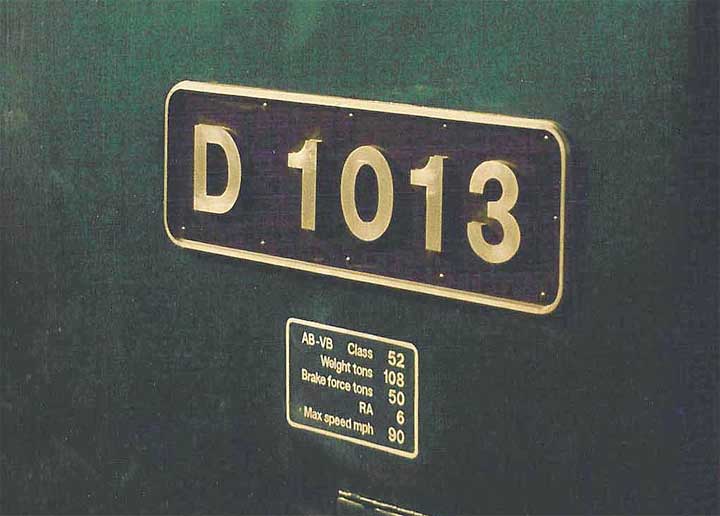 D 1013
AB-VB Class 52
Weight tons 108
Brake force tons 50
RA 6
Max speed mph 90